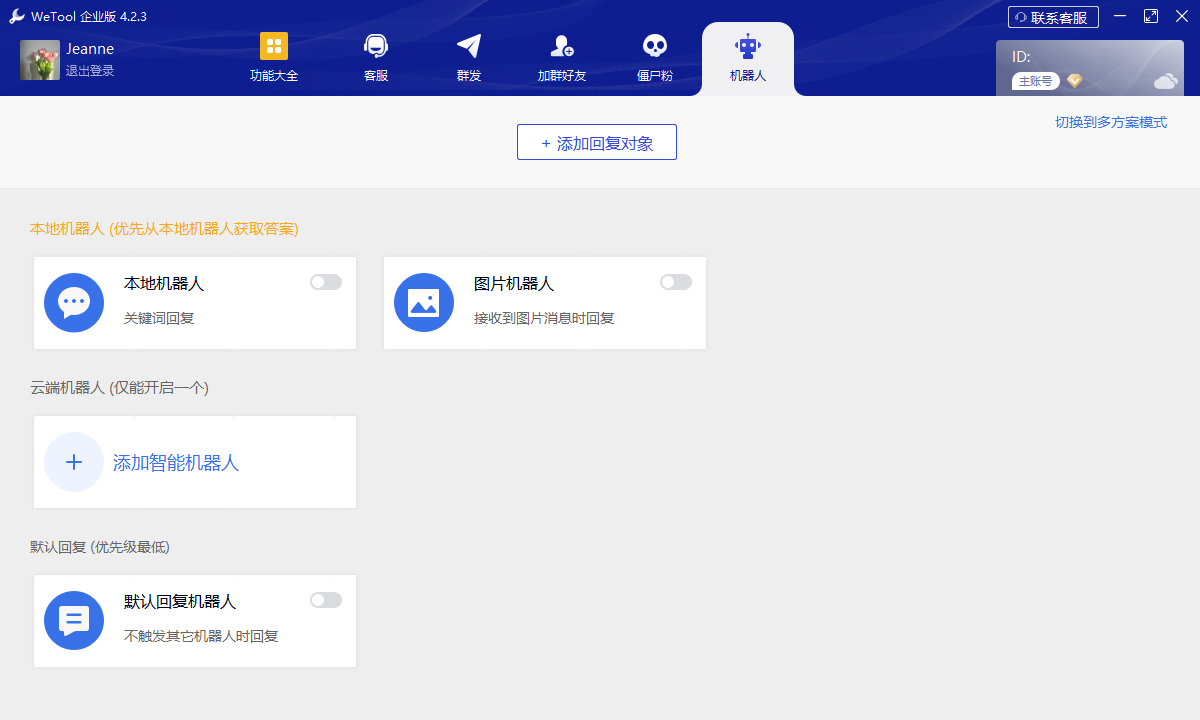 WeTool 企业版 4.2.3
联系客服
Jeanne
退出登录
功能大全
客服
群发
加群好友
僵尸粉
机器人
ID:
主账号
切换到多方案模式
+ 添加回复对象
本地机器人 (优先从本地机器人获取答案)
本地机器人
关键词回复
图片机器人
接收到图片消息时回复
云端机器人 (仅能开启一个)
添加智能机器人
默认回复 (优先级最低)
默认回复机器人
不触发其它机器人时回复